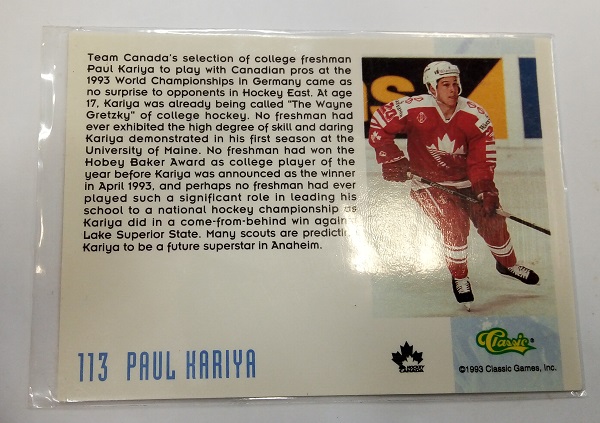 Team Canada's selection of college freshman
Paul Kariya to play with Canadian pros at the
1993 World Championships in Germany came as
no surprise to opponents in Hockey East. At age
17, Kariya was already being called "The Wayne
Gretzky" of college hockey. No freshman had
ever exhibited the high degree of skill and daring
Kariya demonstrated in his first season at the
University of Maine. No freshman had won the
Hobey Baker Award as college player of the
year before Kariya was announced as the winner
in April 1993, and perhaps no freshman had ever
played such a significant role in leading his
school to a national hockey championship as
Kariya did in a come-from-behind win again
Lake Superior State. Many scouts are predictin
Kariya to be a future superstar in Anaheim.
113 PAUL KARIYA
Classic
©1993 Classic Games, Inc.